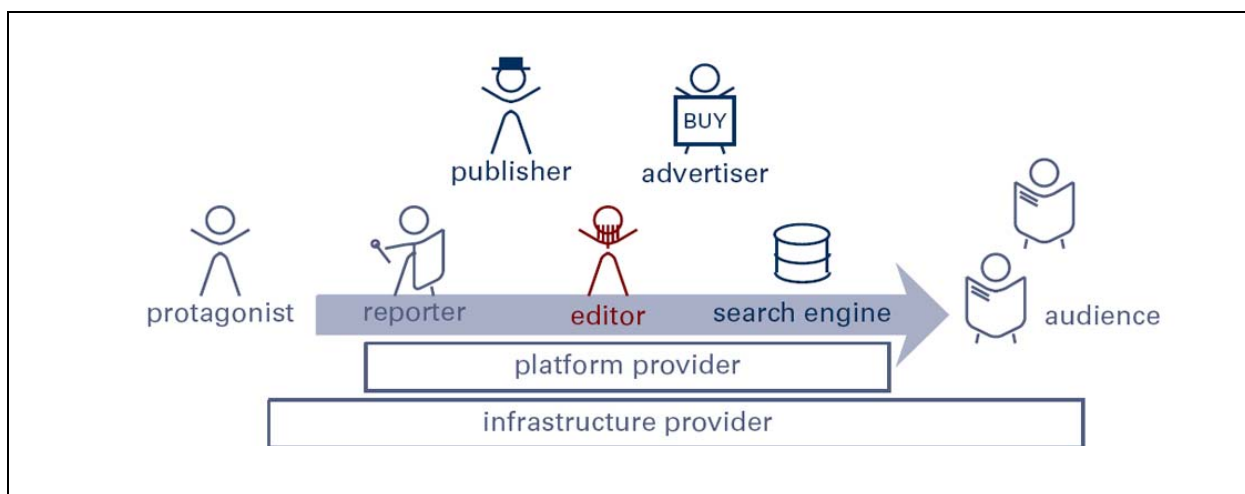 BUY
publisher
advertiser
protagonist
reporter
editor
search engine
audience
platform provider
infrastructure provider